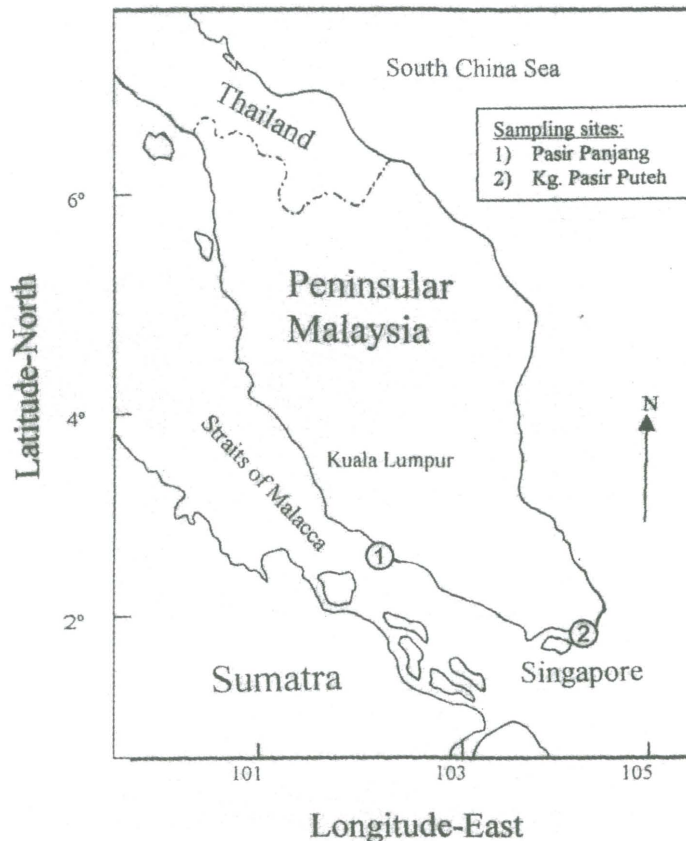 South China Sea
Thailand
Sampling sites:
1) Pasir Panjang
2) Kg. Pasir Puteh
6°
Peninsular
Malaysia
Latitude-North
N
4°
Straits of Malacca
Kuala Lumpur
1
2°
2
Singapore
Sumatra
101
103
105
Longitude-East